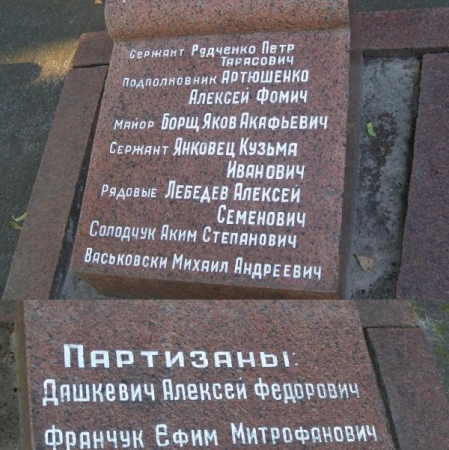 Сержант Рудченко Петр
Тарасович
Подполковник Артюшенко
Алексей Фомич
Майор Борщ Яков Акафьевич
Сержант Янковец Кузьма
Иванович
Рядовые Лебедев Алексей
Семенович
Солодчук Аким Степанович
Васьковски Михаил Андреевич
Партизаны:
Дашкевич Алексей Федорович
Франчук Ефим Митрофанович